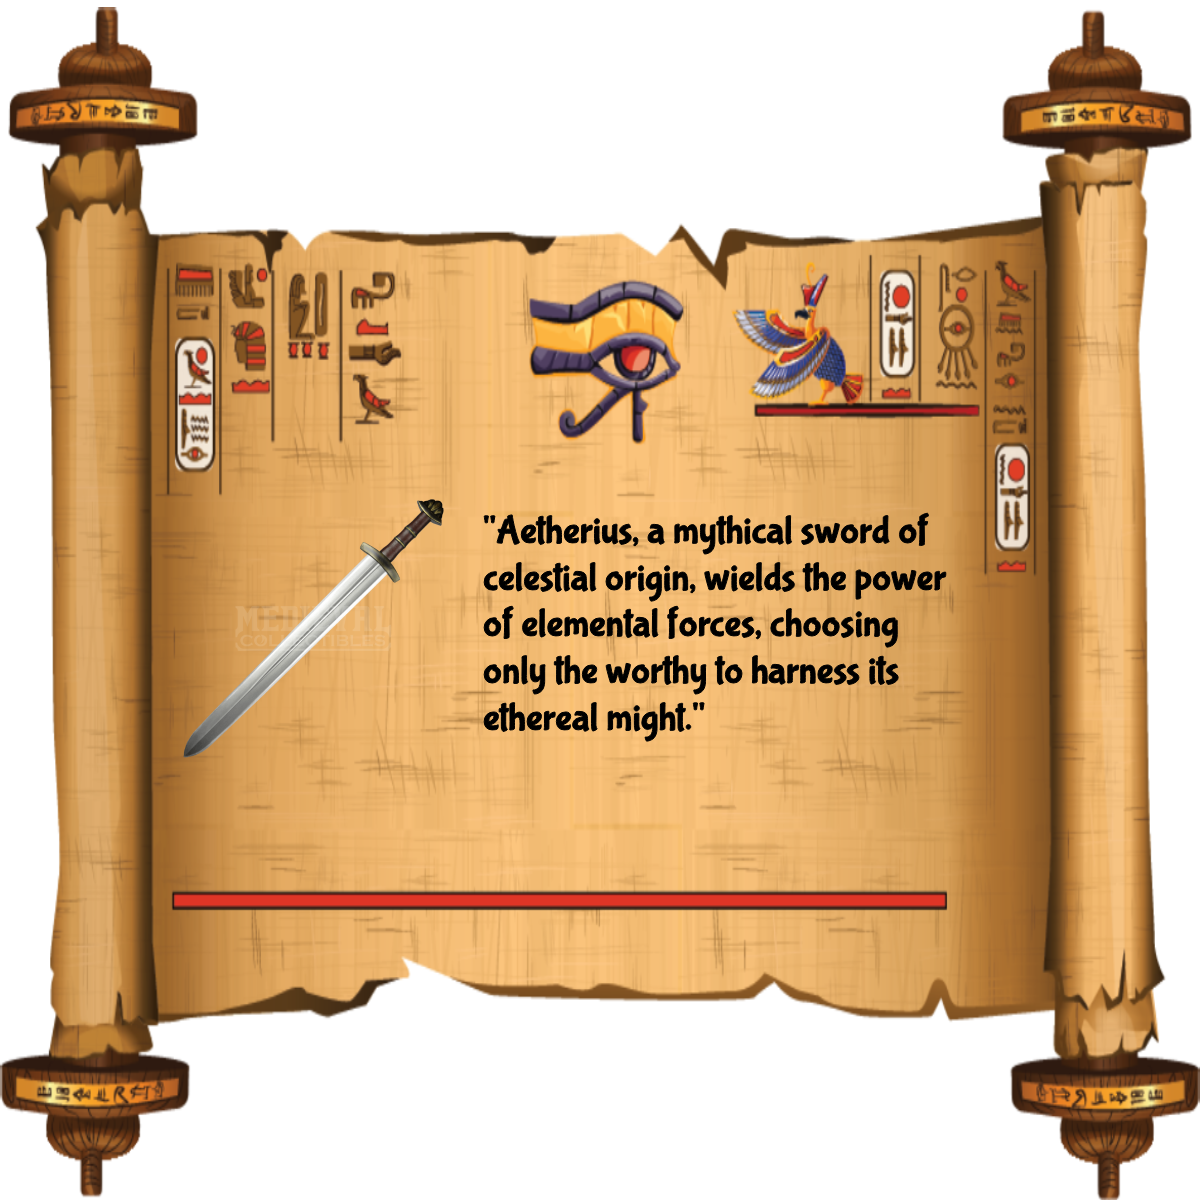 "Aetherius, a mythical sword of
celestial origin, wields the power
of elemental forces, choosing
only the worthy to harness its
ethereal might."